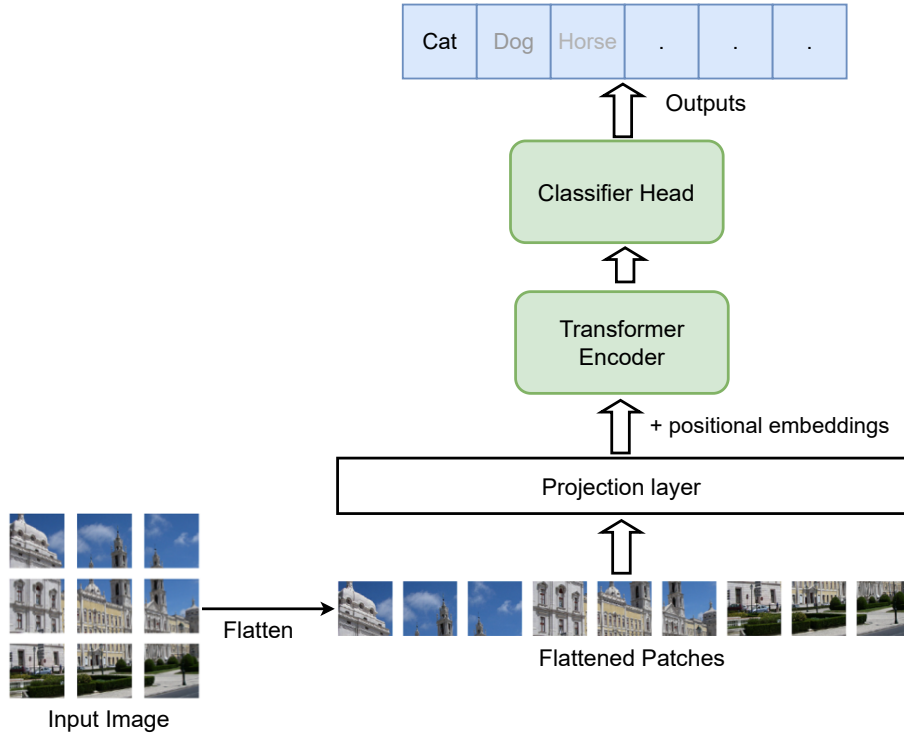 Cat Dog Horse . . .
Outputs
Classifier Head
Transformer
Encoder
+ positional embeddings
Projection layer
Flatten
Flattened Patches
Input Image